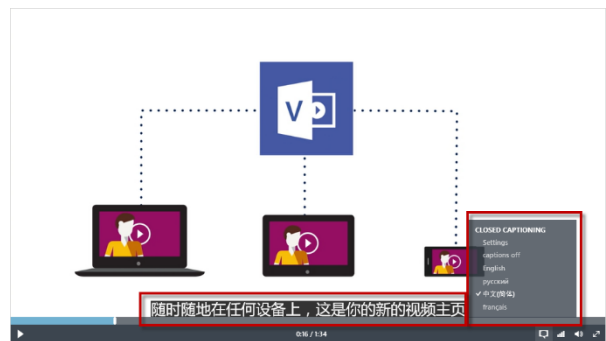 V
CLOSED CAPTIONING
Settings
captions off
English
русский
✓ 中文(简体)
français
随时随地在任何设备上，这是你的新的视频主页
0:16 / 1:34